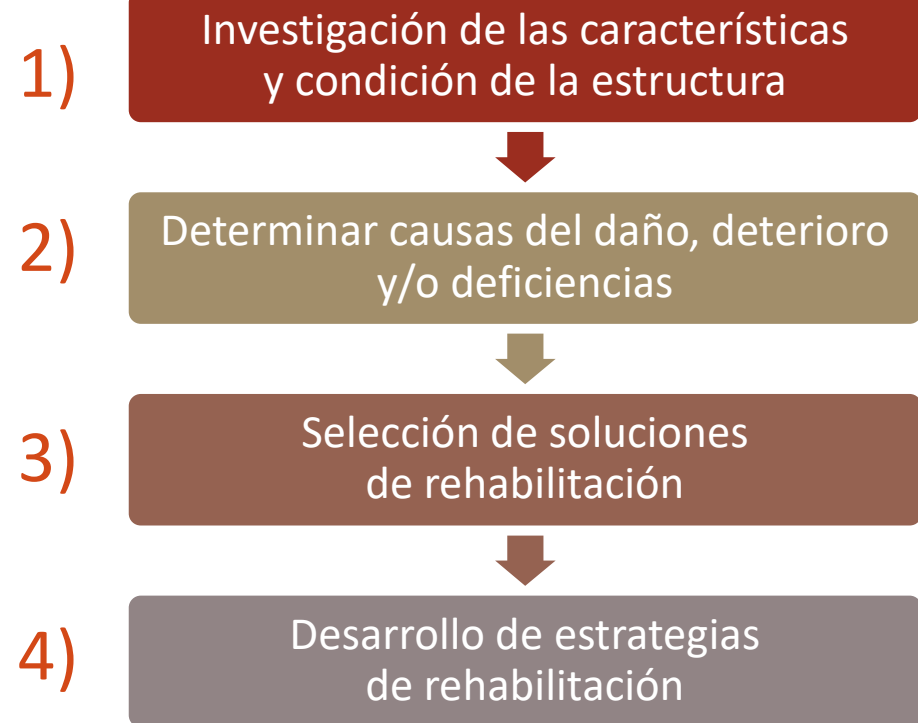 1)
Investigación de las características
y condición de la estructura
2)
Determinar causas del daño, deterioro
y/o deficiencias
3)
Selección de soluciones
de rehabilitación
4)
Desarrollo de estrategias
de rehabilitación